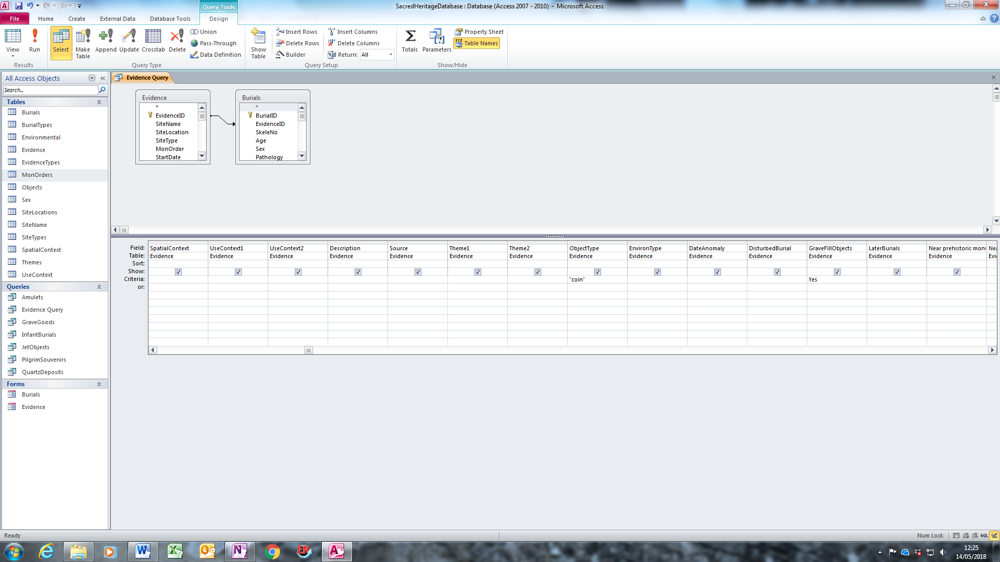 SacredHeritageDatabase : Database (Access 2007 - 2010) - Microsoft Access
Query Tools
File Home Create External Data Database Tools Design
View
Run
Select
Make Table
Append
Update
Crosstab
Delete
Union
Pass-Through
Data Definition
Show Table
Insert Rows
Delete Rows
Builder
Insert Columns
Delete Columns
Return: All
Totals
Parameters
Property Sheet
Table Names
Results
Query Type
Query Setup
Show/Hide
All Access Objects
Search...
Tables
Burials
BurialTypes
Environmental
Evidence
EvidenceTypes
MonOrders
Objects
Sex
SiteLocations
SiteName
SiteTypes
SpatialContext
Themes
UseContext
Queries
Amulets
Evidence Query
GraveGoods
InfantBurials
JetObjects
PilgrimSouvenirs
QuartzDeposits
Forms
Burials
Evidence
Evidence Query
Evidence
*
EvidenceID
SiteName
SiteLocation
SiteType
MonOrder
StartDate
Burials
*
BurialID
EvidenceID
SkeleNo
Age
Sex
Pathology
Field: SpatialContext UseContext1 UseContext2 Description Source Theme1 Theme2 ObjectType EnvironType DateAnomaly DisturbedBurial GraveFillObjects LaterBurials Near prehistoric monu Nea
Table: Evidence Evidence Evidence Evidence Evidence Evidence Evidence Evidence Evidence Evidence Evidence Evidence Evidence Evidence Evi
Sort:
Show:
Criteria: "coin" Yes
or:
Ready
Num Lock
SQL
12:25
14/05/2018